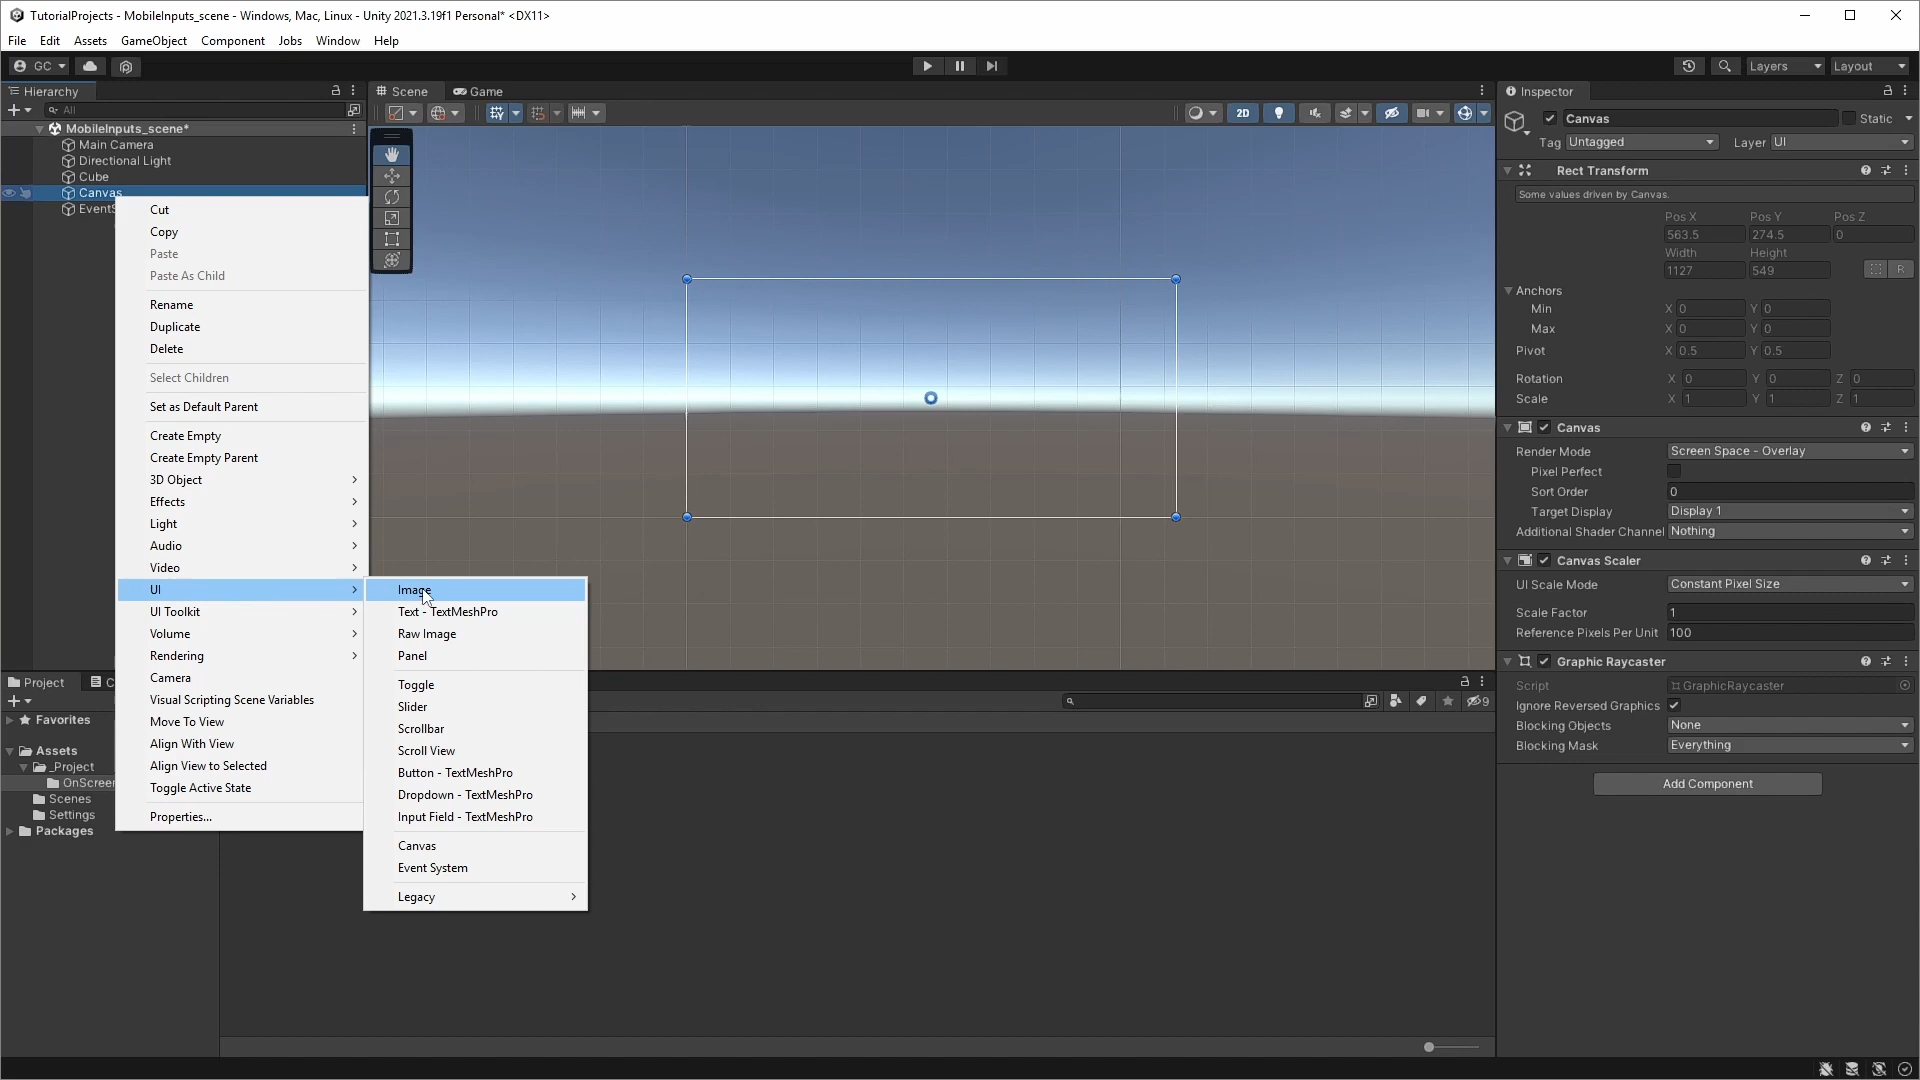 TutorialProjects - MobileInputs_scene - Windows, Mac, Linux - Unity 2021.3.19f1 Personal* <DX11>
File Edit Assets GameObject Component Jobs Window Help
GC Layers Layout
Hierarchy
All
MobileInputs_scene*
Main Camera
Directional Light
Cube
Canvas
EventS
Cut
Copy
Paste
Paste As Child
Rename
Duplicate
Delete
Select Children
Set as Default Parent
Create Empty
Create Empty Parent
3D Object
Effects
Light
Audio
Video
UI
UI Toolkit
Volume
Rendering
Camera
Visual Scripting Scene Variables
Move To View
Align With View
Align View to Selected
Toggle Active State
Properties...
Image
Text - TextMeshPro
Raw Image
Panel
Toggle
Slider
Scrollbar
Scroll View
Button - TextMeshPro
Dropdown - TextMeshPro
Input Field - TextMeshPro
Canvas
Event System
Legacy
Scene Game
2D
Project C
9
Favorites
Assets
_Project
OnScreen
Scenes
Settings
Packages
Inspector
Canvas Static
Tag Untagged Layer UI
Rect Transform
Some values driven by Canvas.
Pos X Pos Y Pos Z
563.5 274.5 0
Width Height
1127 549 R
Anchors
Min X 0 Y 0
Max X 0 Y 0
Pivot X 0.5 Y 0.5
Rotation X 0 Y 0 Z 0
Scale X 1 Y 1 Z 1
Canvas
Render Mode Screen Space - Overlay
Pixel Perfect
Sort Order 0
Target Display Display 1
Additional Shader Channel Nothing
Canvas Scaler
UI Scale Mode Constant Pixel Size
Scale Factor 1
Reference Pixels Per Unit 100
Graphic Raycaster
Script GraphicRaycaster
Ignore Reversed Graphics
Blocking Objects None
Blocking Mask Everything
Add Component